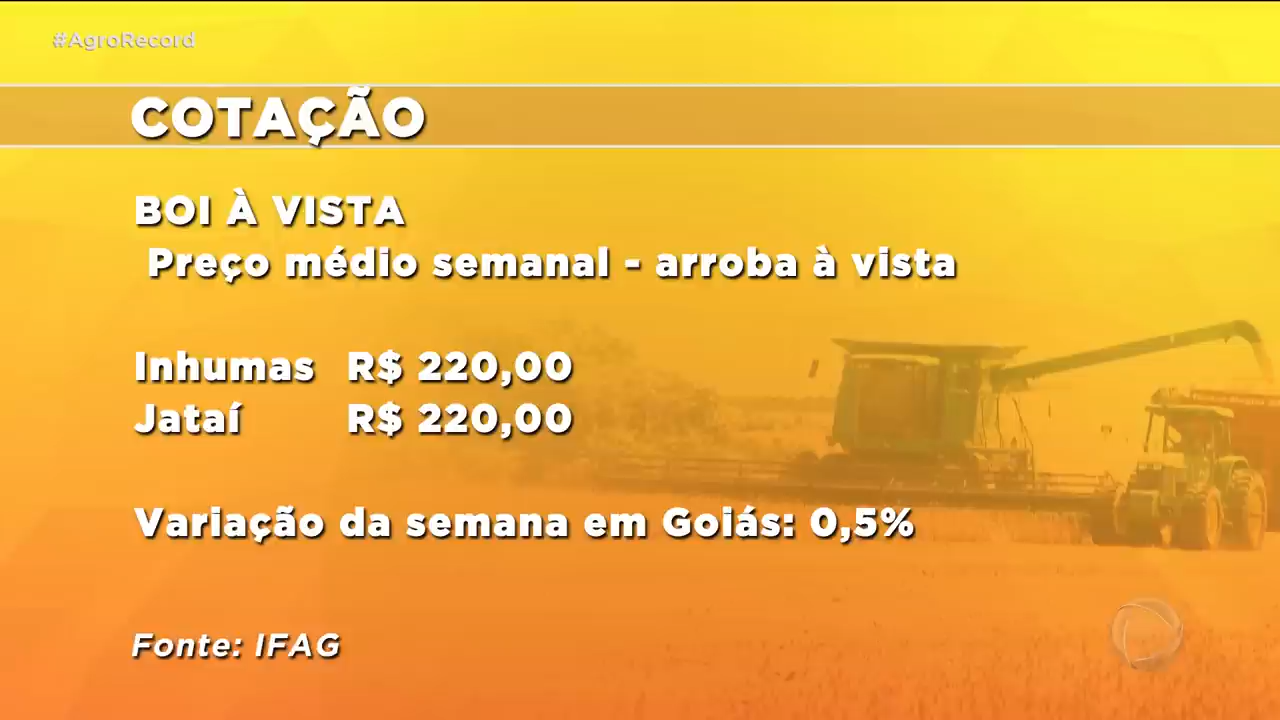 #AgroRecord
COTAÇÃO
BOI À VISTA
Preço médio semanal - arroba à vista
Inhumas R$ 220,00
Jataí R$ 220,00
Variação da semana em Goiás: 0,5%
Fonte: IFAG